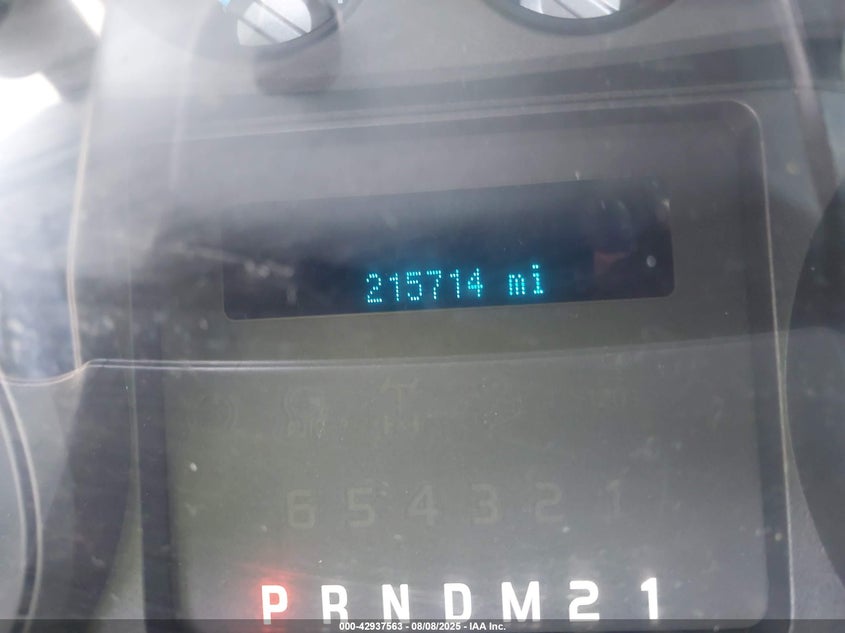 215714 mi
6 5 4 3 2 1
P R N D M 2 1
000-42937563 - 08/08/2025 - IAA Inc.